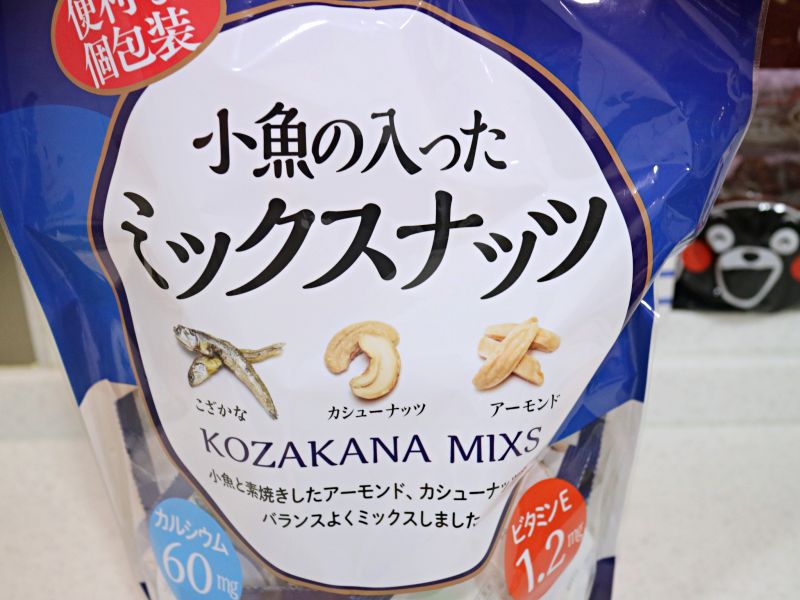 個包装
小魚の入った
ミックスナッツ
こざかな
カシューナッツ
アーモンド
KOZAKANA MIXS
小魚と素焼きしたアーモンド、カシューナッ
バランスよくミックスしました
カルシウム
60mg
ビタミンE
1.2mg